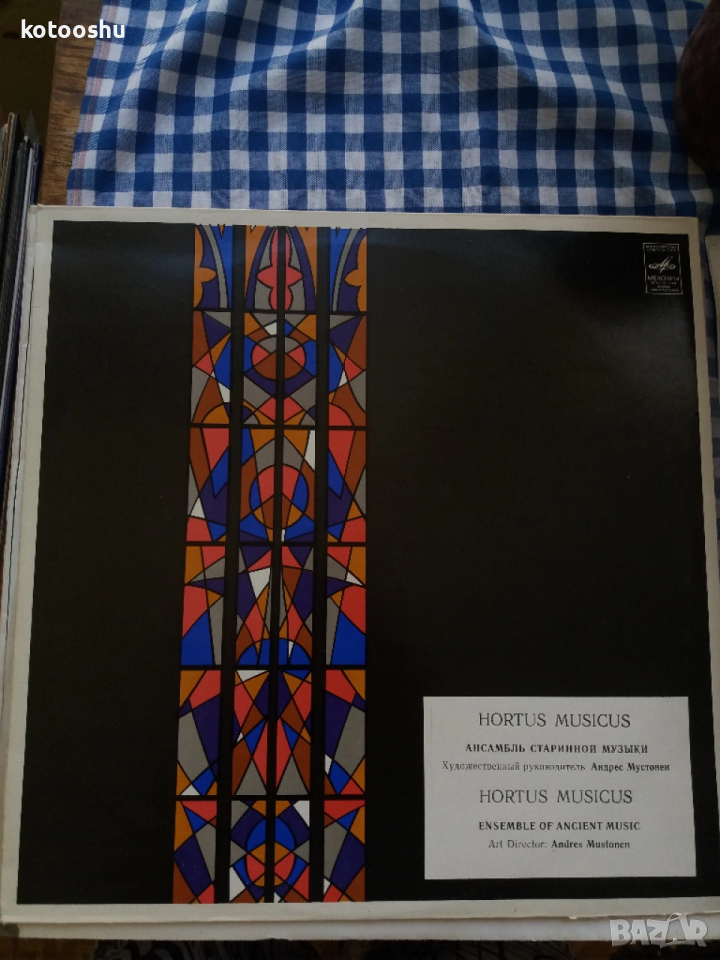 kotooshu
МЕЛОДИЯ
HORTUS MUSICUS
АНСАМБЛЬ СТАРИННОЙ МУЗЫКИ
Художественный руководитель Андрес Мустонен
HORTUS MUSICUS
ENSEMBLE OF ANCIENT MUSIC
Art Director: Andres Mustonen
BAZAR